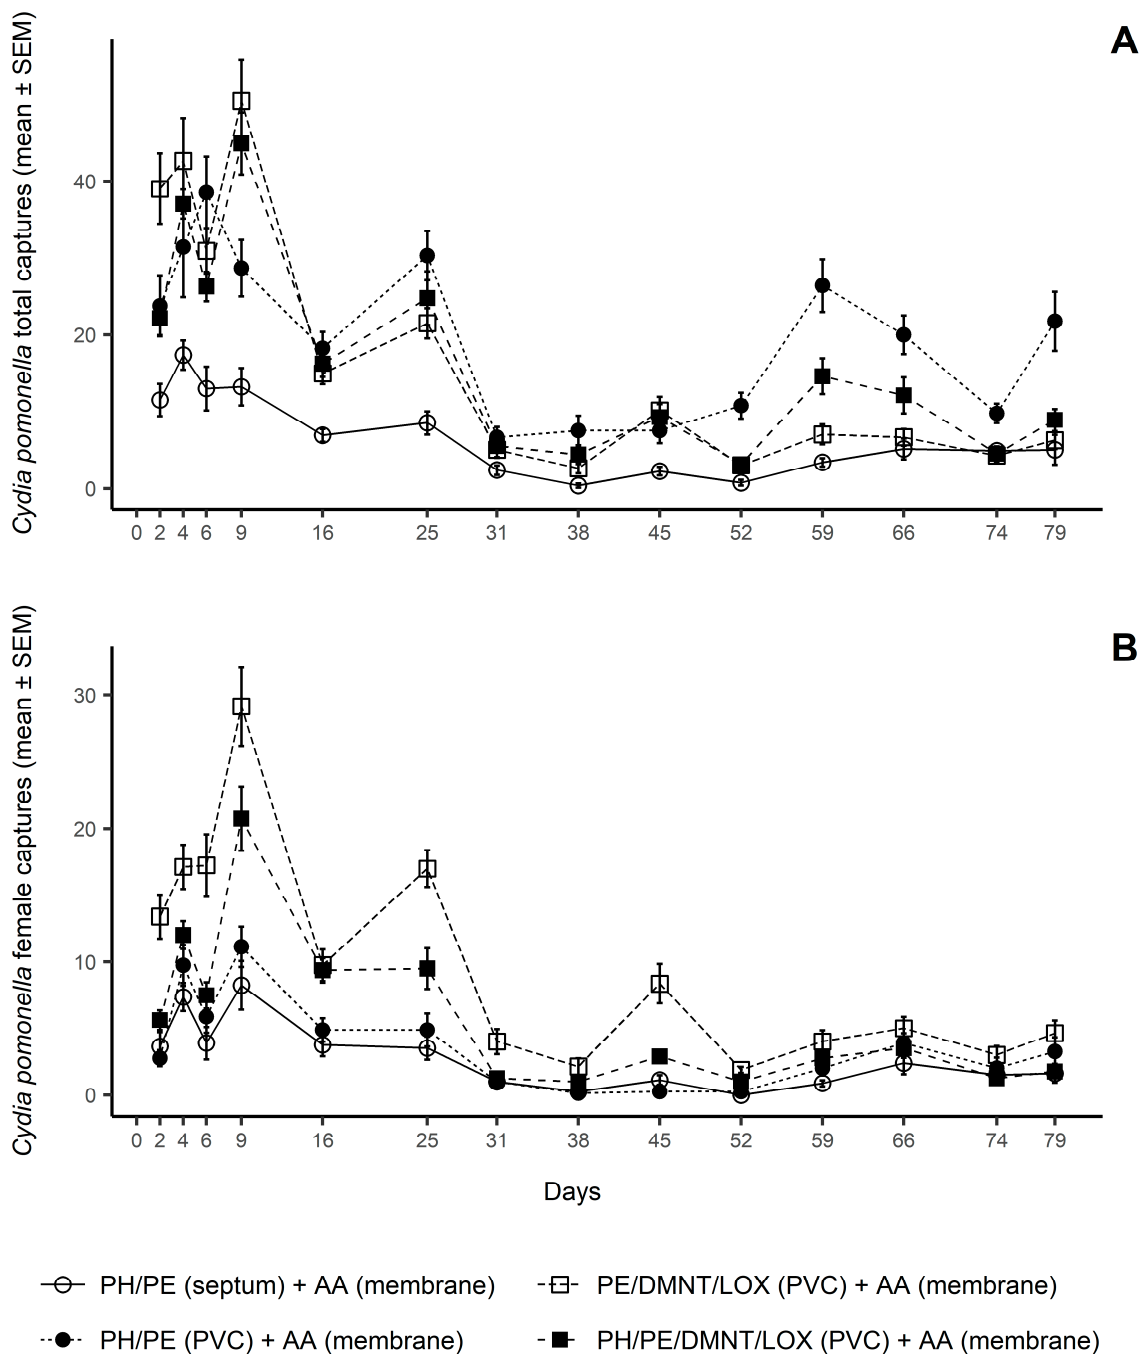 A
Cydia pomonella total captures (mean ± SEM)
40
20
0
0 2 4 6 9 16 25 31 38 45 52 59 66 74 79
B
Cydia pomonella female captures (mean ± SEM)
30
20
10
0
0 2 4 6 9 16 25 31 38 45 52 59 66 74 79
Days
PH/PE (septum) + AA (membrane)
PE/DMNT/LOX (PVC) + AA (membrane)
PH/PE (PVC) + AA (membrane)
PH/PE/DMNT/LOX (PVC) + AA (membrane)